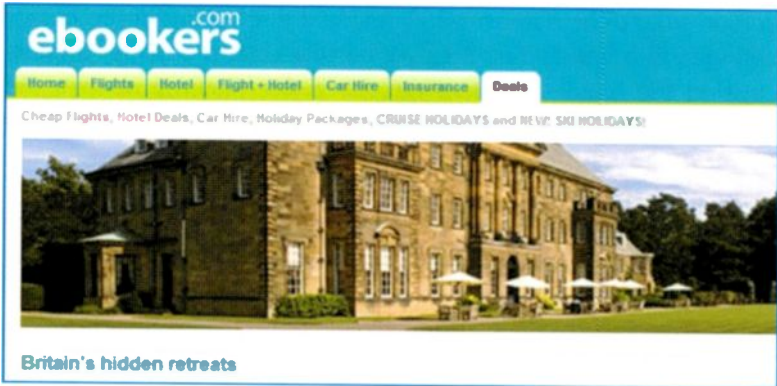 ebookers.com
Home Flights Hotel Flight + Hotel Car Hire Insurance Deals
Cheap Flights, Hotel Deals, Car Hire, Holiday Packages, CRUISE HOLIDAYS and NEW! SKI HOLIDAYS!
Britain's hidden retreats